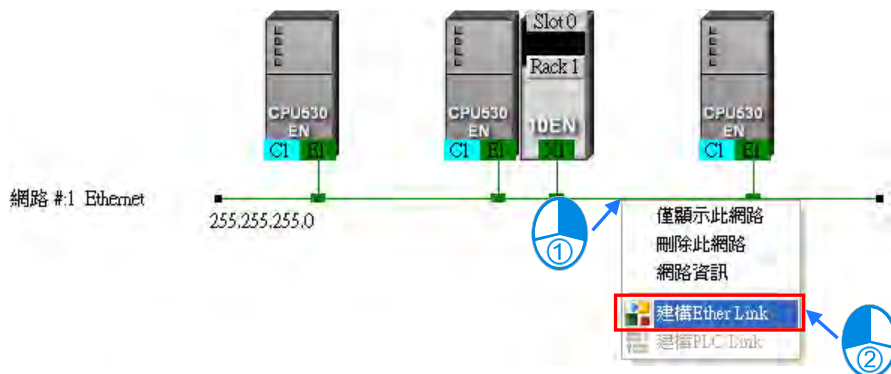 Slot 0
Rack 1
CPU530
EN
C1 E1
CPU530
EN
C1 E1
10EN
CPU530
EN
C1 E1
網路 #:1 Ethernet
255.255.255.0
①
僅顯示此網路
刪除此網路
網路資訊
建構Ether Link
建構PLC Link
②